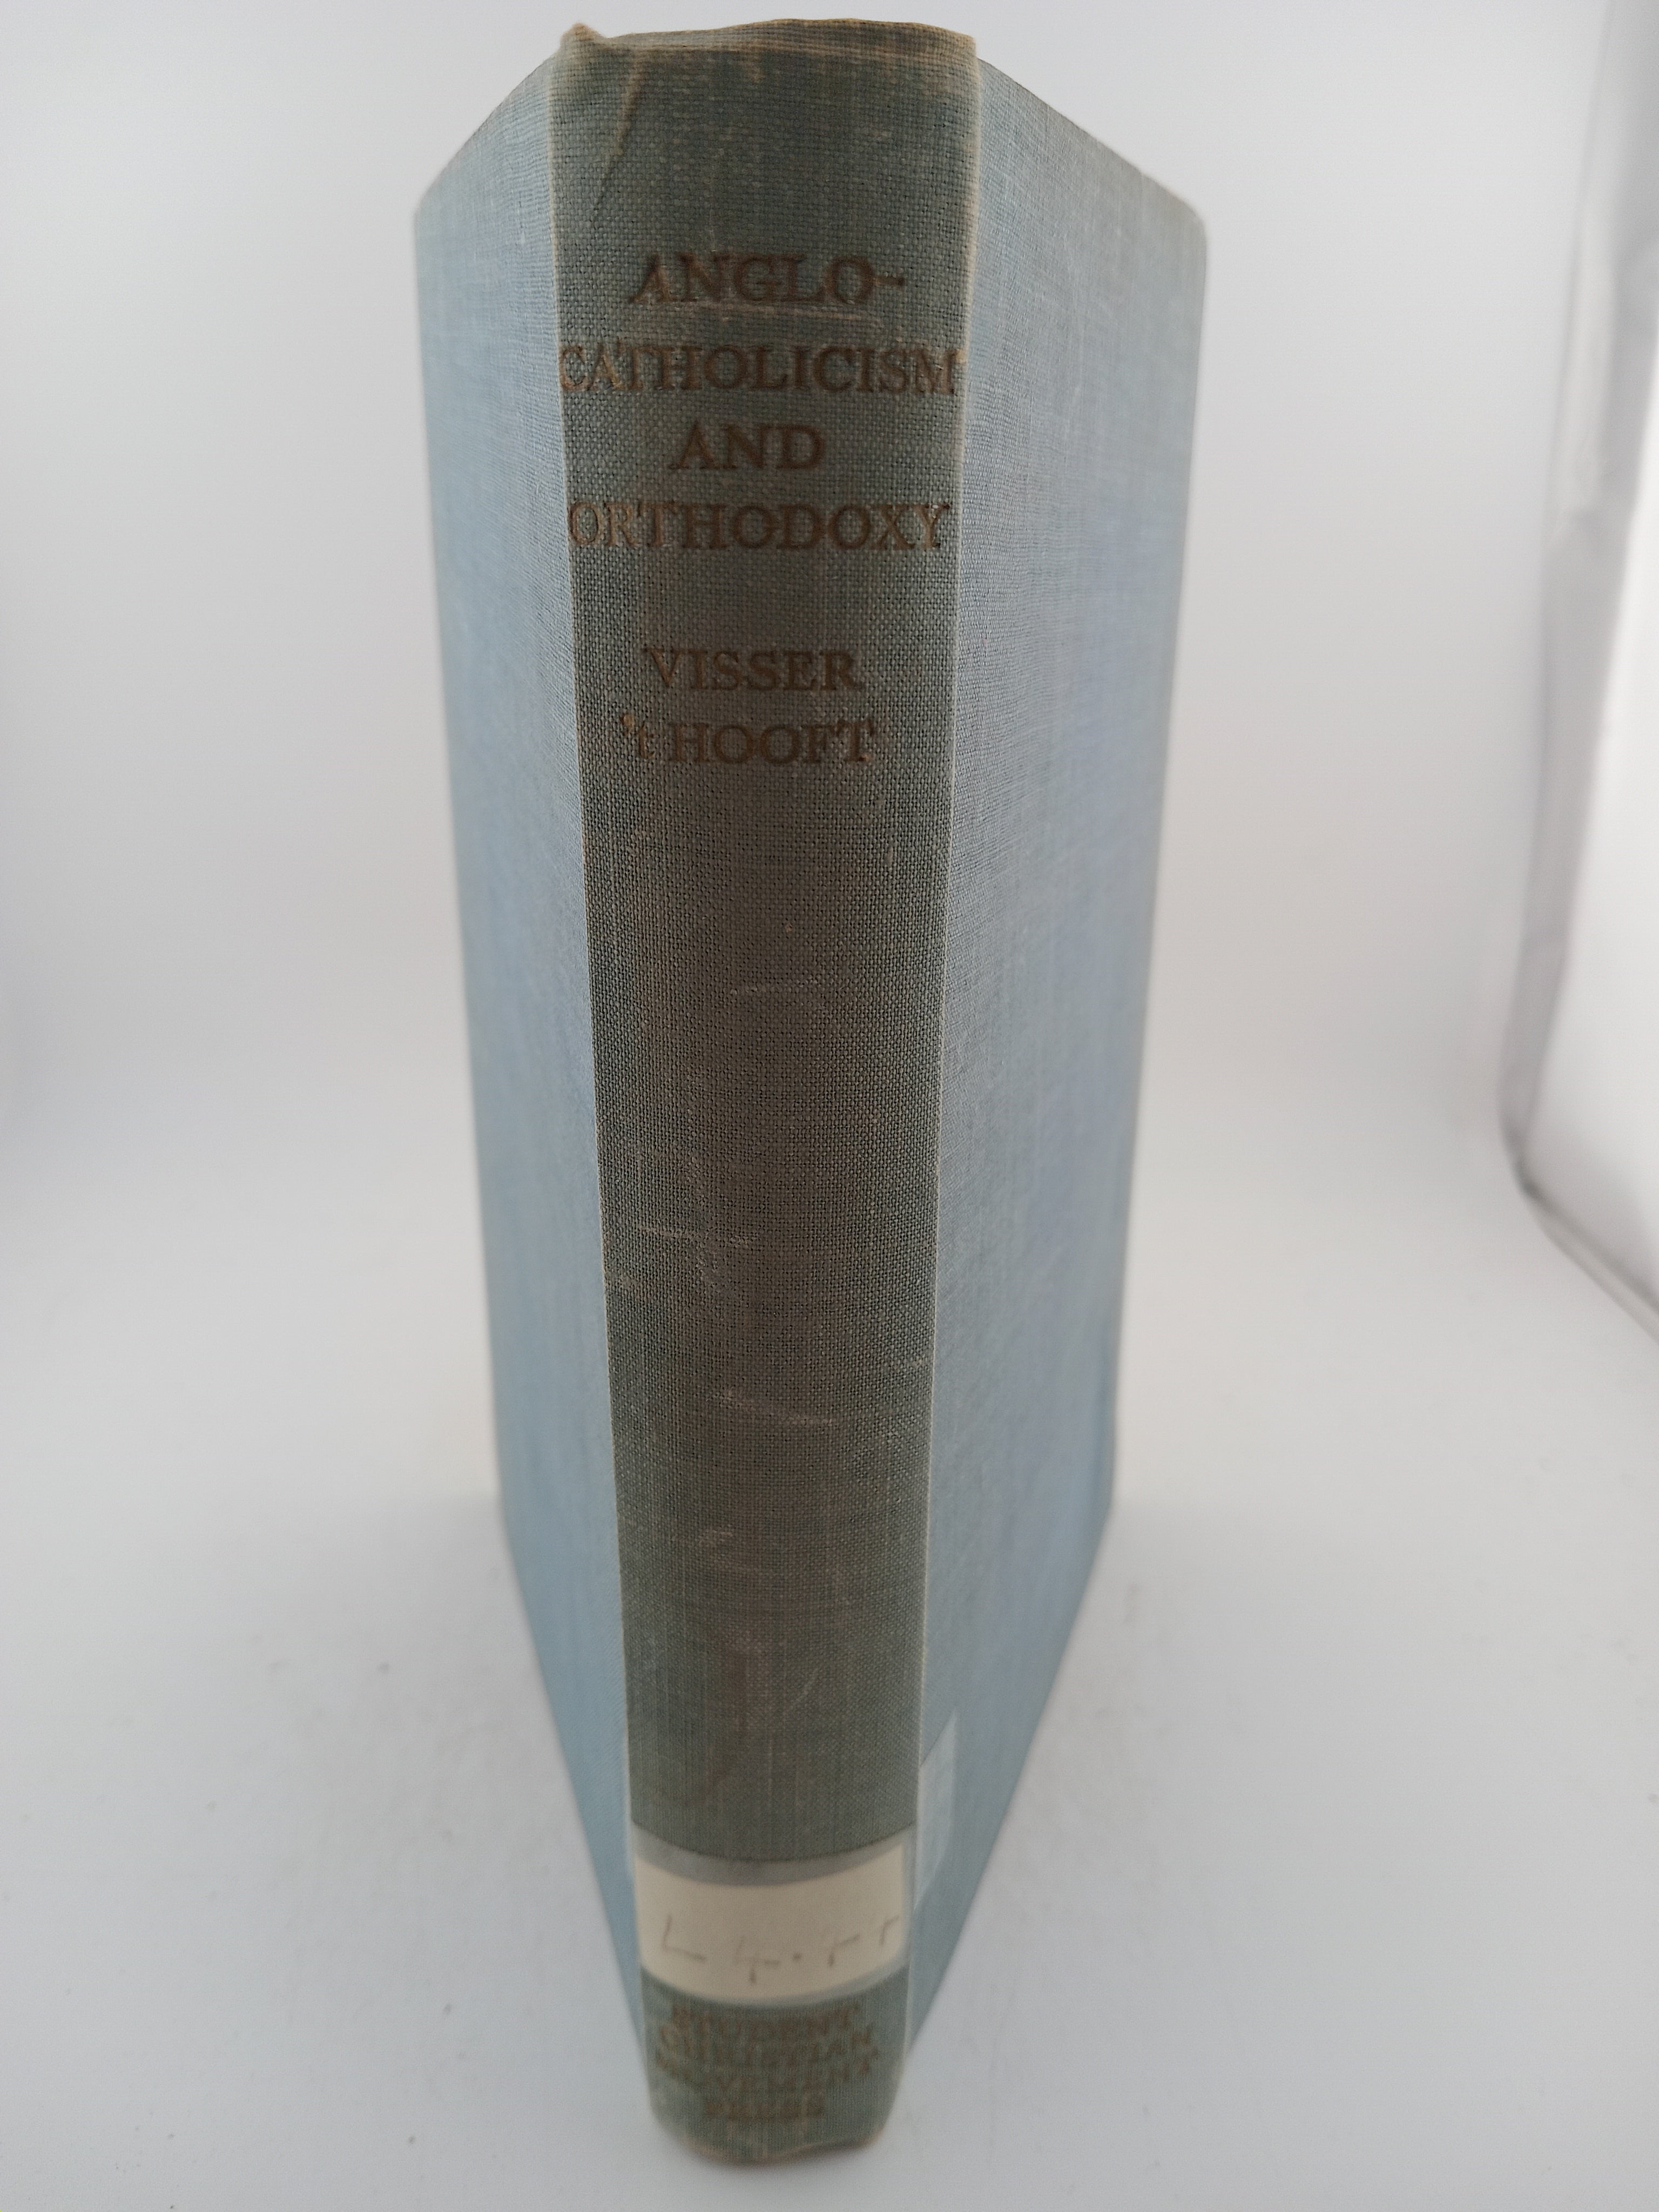 ANGLO-
CATHOLICISM
AND
ORTHODOXY
VISSER
't HOOFT
STUDENT
CHRISTIAN
MOVEMENT
PRESS